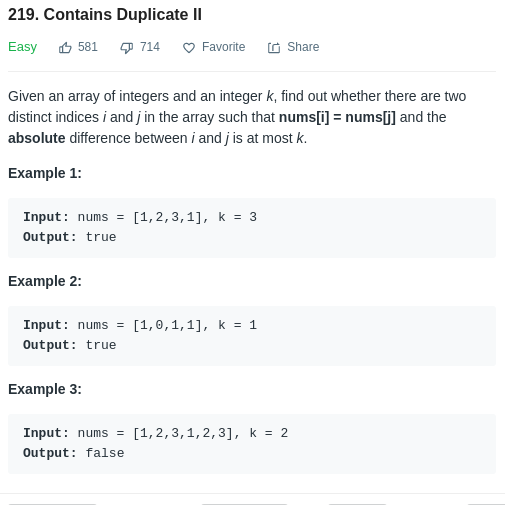 219. Contains Duplicate II
Easy 581 714 Favorite Share
Given an array of integers and an integer k, find out whether there are two
distinct indices i and j in the array such that nums[i] = nums[j] and the
absolute difference between i and j is at most k.
Example 1:
Input: nums = [1,2,3,1], k = 3
Output: true
Example 2:
Input: nums = [1,0,1,1], k = 1
Output: true
Example 3:
Input: nums = [1,2,3,1,2,3], k = 2
Output: false